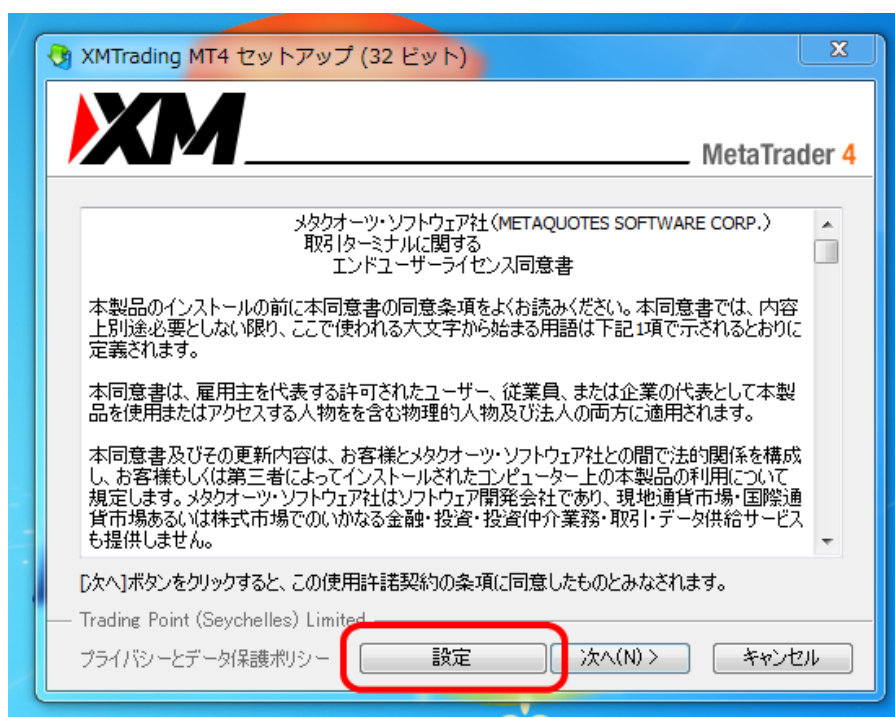 XMTrading MT4 セットアップ (32 ビット)
XM
MetaTrader 4
メタクオーツ・ソフトウェア社(METAQUOTES SOFTWARE CORP.)
取引ターミナルに関する
エンドユーザーライセンス同意書
本製品のインストールの前に本同意書の同意条項をよくお読みください。本同意書では、内容
上別途必要としない限り、ここで使われる大文字から始まる用語は下記1項で示されるとおりに
定義されます。
本同意書は、雇用主を代表する許可されたユーザー、従業員、または企業の代表として本製
品を使用またはアクセスする人物をを含む物理的人物及び法人の両方に適用されます。
本同意書及びその更新内容は、お客様とメタクオーツ・ソフトウェア社との間で法的関係を構成
し、お客様もしくは第三者によってインストールされたコンピューター上の本製品の利用について
規定します。メタクオーツ・ソフトウェア社はソフトウェア開発会社であり、現地通貨市場・国際通
貨市場あるいは株式市場でのいかなる金融・投資・投資仲介業務・取引・データ供給サービス
も提供しません。
[次へ]ボタンをクリックすると、この使用許諾契約の条項に同意したものとみなされます。
Trading Point (Seychelles) Limited
プライバシーとデータ保護ポリシー 設定 次へ(N) > キャンセル